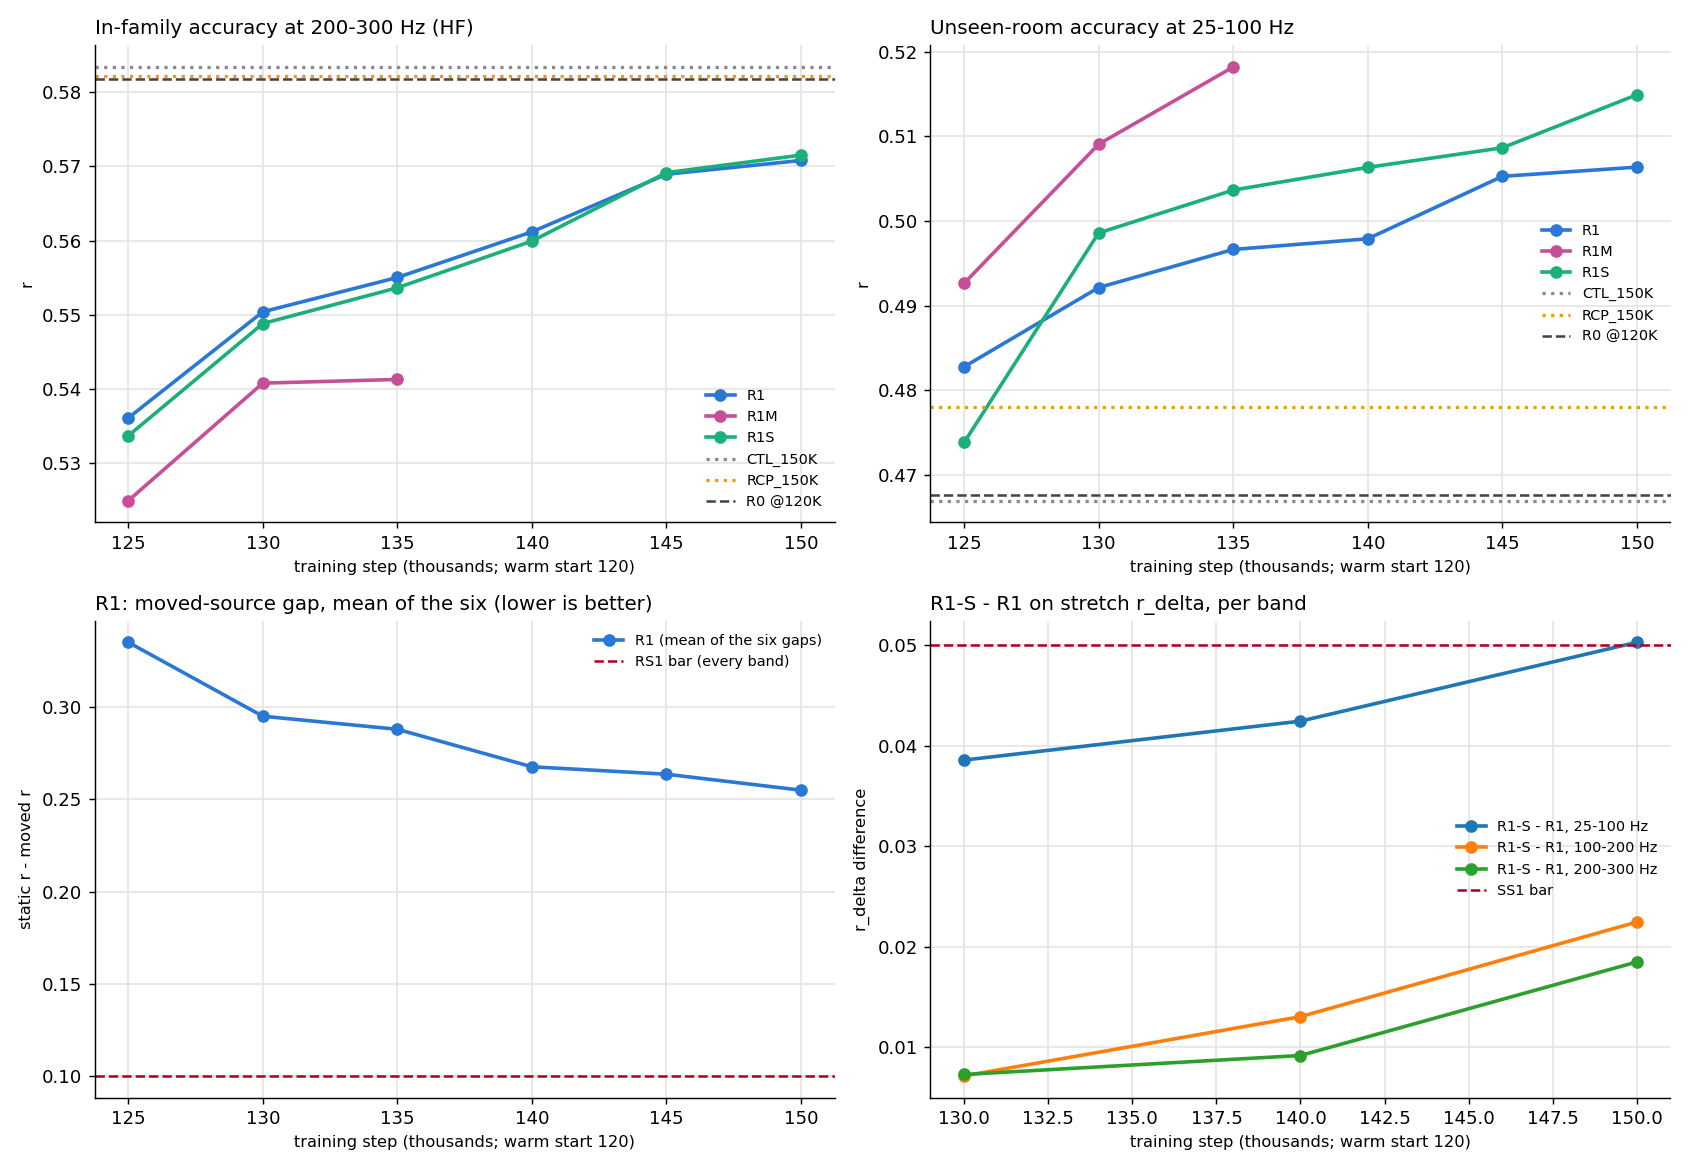 In-family accuracy at 200-300 Hz (HF)
r
0.58
0.57
0.56
0.55
0.54
0.53
125
130
135
140
145
150
training step (thousands; warm start 120)
R1
R1M
R1S
CTL_150K
RCP_150K
R0 @120K
Unseen-room accuracy at 25-100 Hz
r
0.52
0.51
0.50
0.49
0.48
0.47
125
130
135
140
145
150
training step (thousands; warm start 120)
R1
R1M
R1S
CTL_150K
RCP_150K
R0 @120K
R1: moved-source gap, mean of the six (lower is better)
static r - moved r
0.30
0.25
0.20
0.15
0.10
125
130
135
140
145
150
training step (thousands; warm start 120)
R1 (mean of the six gaps)
RS1 bar (every band)
R1-S - R1 on stretch r_delta, per band
r_delta difference
0.05
0.04
0.03
0.02
0.01
130.0
132.5
135.0
137.5
140.0
142.5
145.0
147.5
150.0
training step (thousands; warm start 120)
R1-S - R1, 25-100 Hz
R1-S - R1, 100-200 Hz
R1-S - R1, 200-300 Hz
SS1 bar